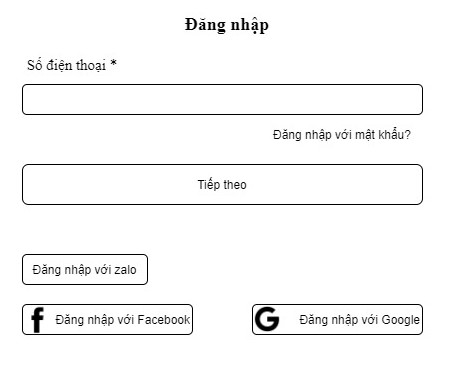 Đăng nhập
Số điện thoại *
Đăng nhập với mật khẩu?
Tiếp theo
Đăng nhập với zalo
Đăng nhập với Facebook
Đăng nhập với Google